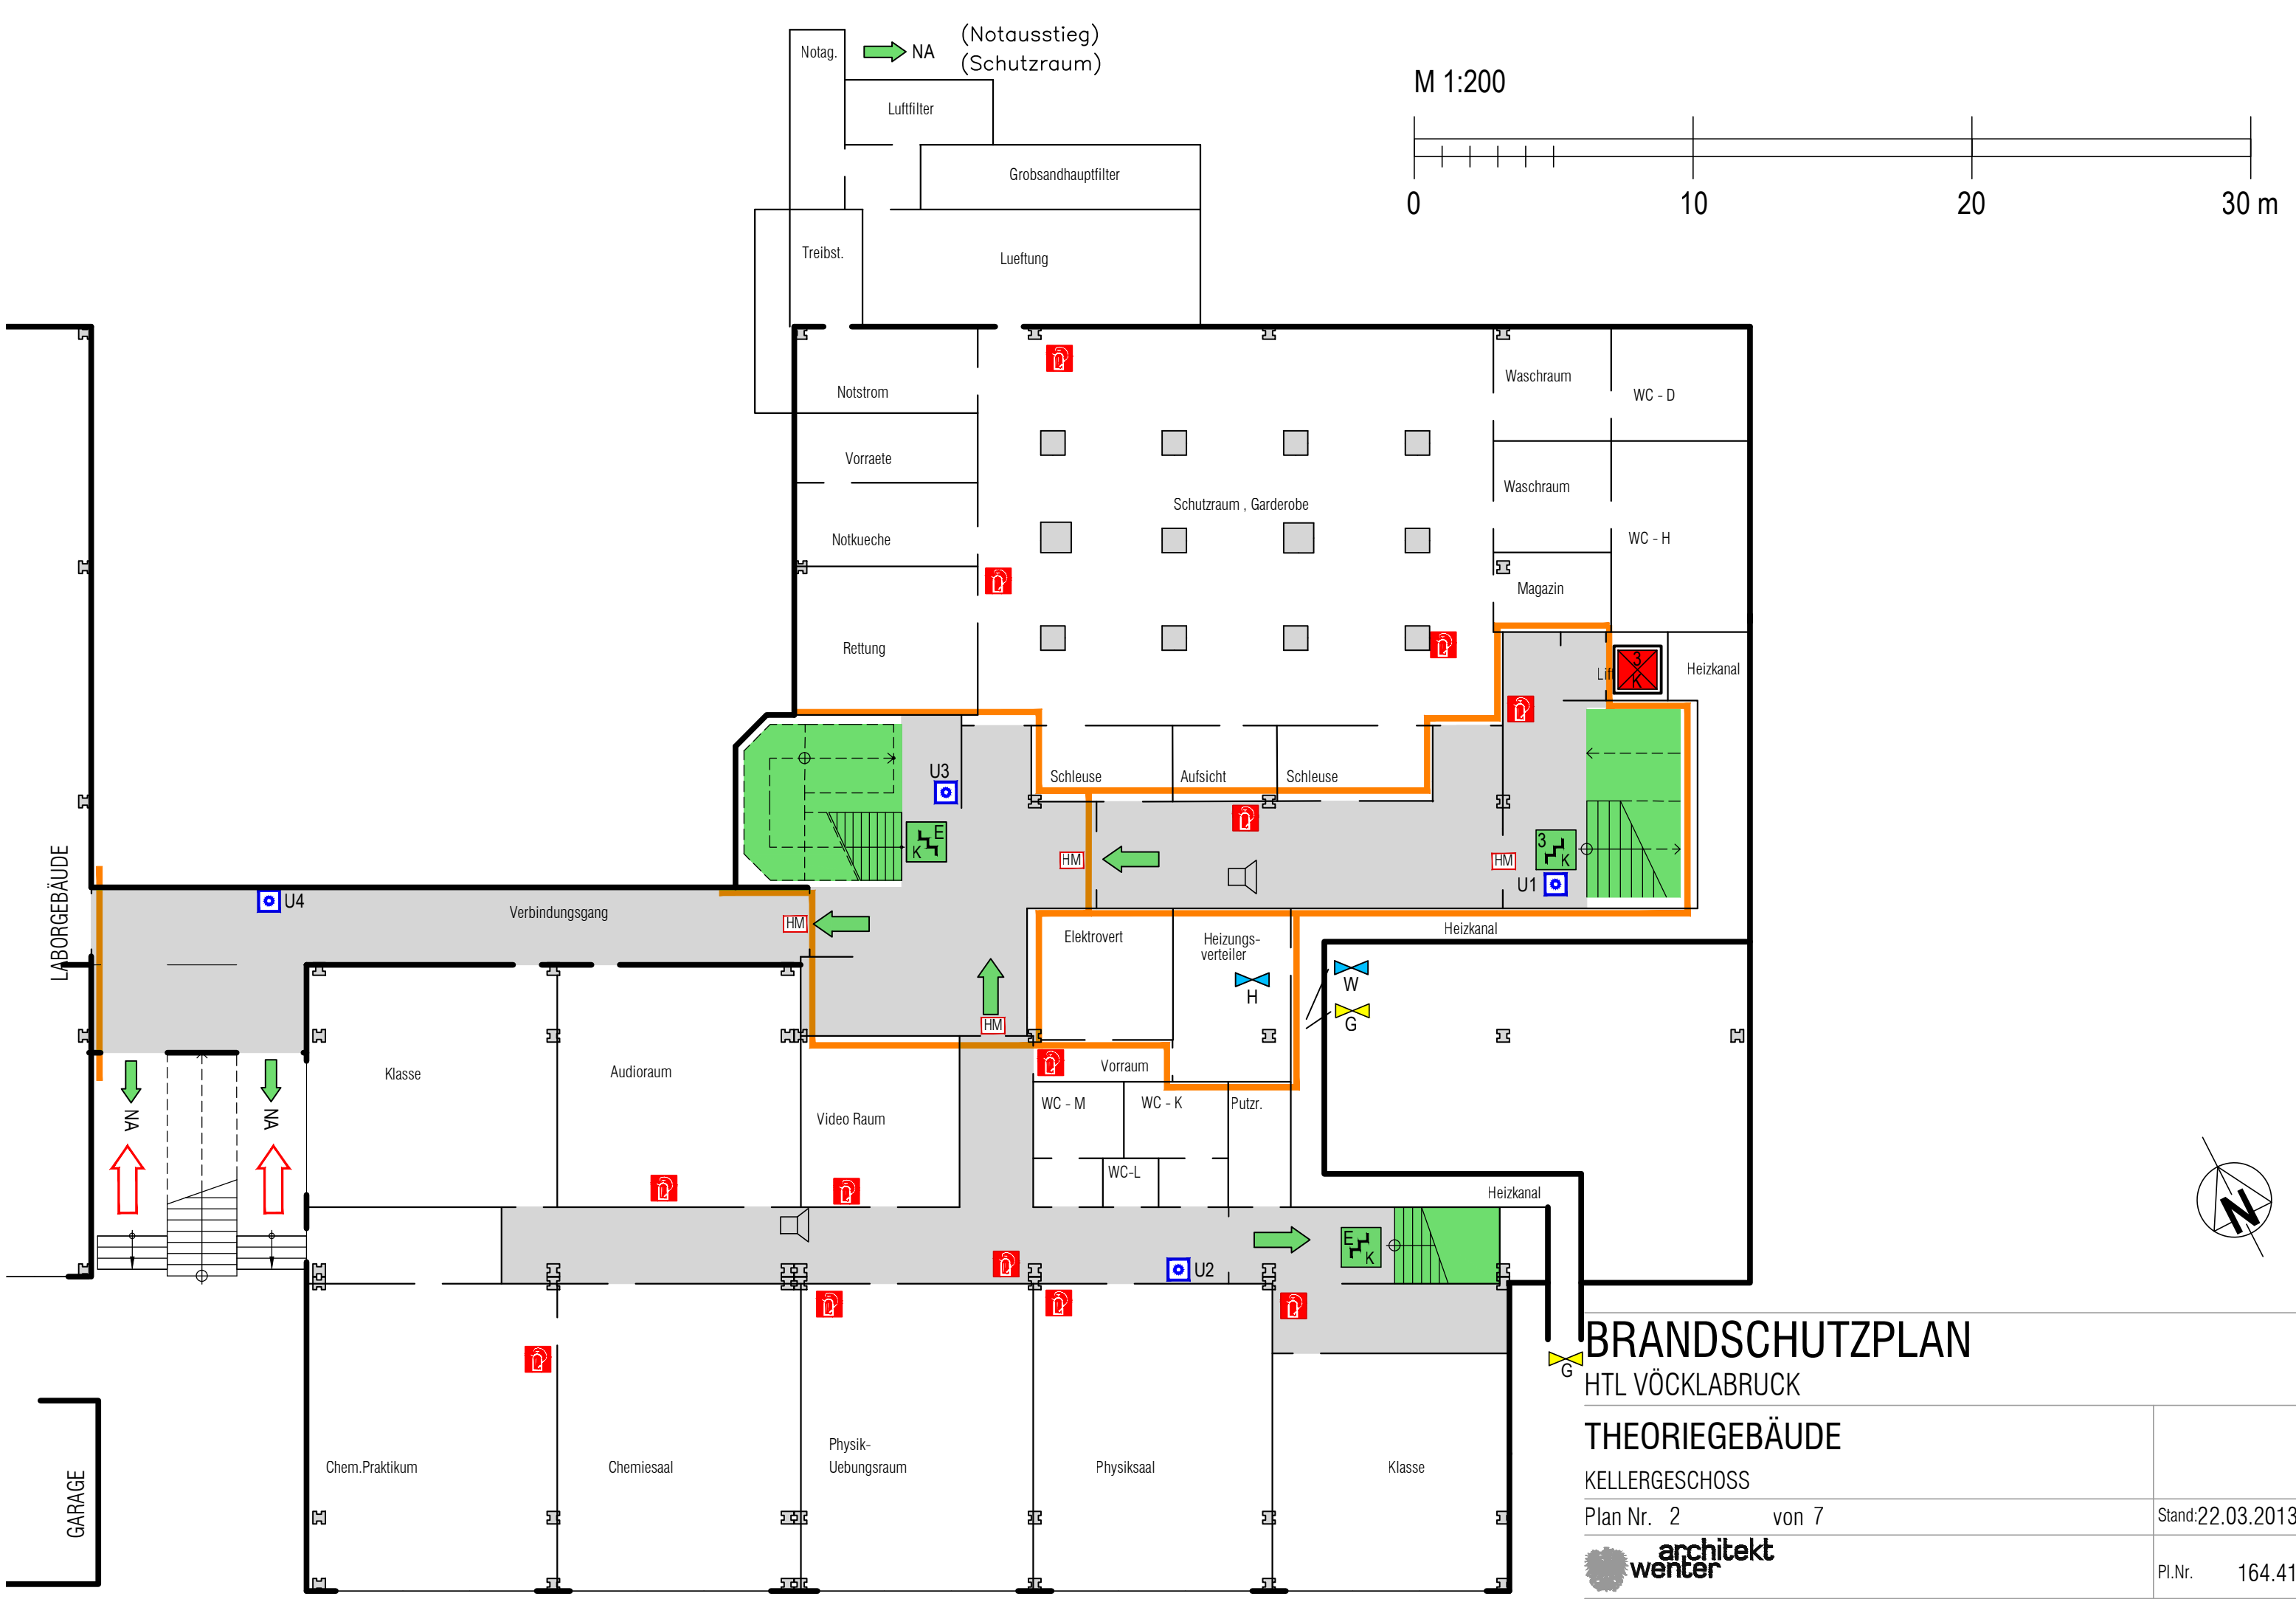 Notag.
NA
(Notausstieg)
(Schutzraum)
M 1:200
0 10 20 30 m
Luftfilter
Grobsandhauptfilter
Treibst.
Lueftung
Notstrom
Waschraum
WC - D
Vorraete
Waschraum
Schutzraum , Garderobe
Notkueche
WC - H
Magazin
Rettung
Lift
3
K
Heizkanal
U3
Schleuse
Aufsicht
Schleuse
E
K
HM
HM
3
K
U1
LABORGEBÄUDE
U4
Verbindungsgang
HM
Elektrovert
Heizungs-
verteiler
H
Heizkanal
W
G
HM
Klasse
Audioraum
Video Raum
Vorraum
NA
NA
WC - M
WC - K
Putzr.
WC-L
Heizkanal
N
E
K
U2
G
GARAGE
Chem.Praktikum
Chemiesaal
Physik-
Uebungsraum
Physiksaal
Klasse
BRANDSCHUTZPLAN
HTL VÖCKLABRUCK
THEORIEGEBÄUDE
KELLERGESCHOSS
Plan Nr. 2 von 7
Stand:22.03.2013
architekt
wenter
Pl.Nr. 164.41